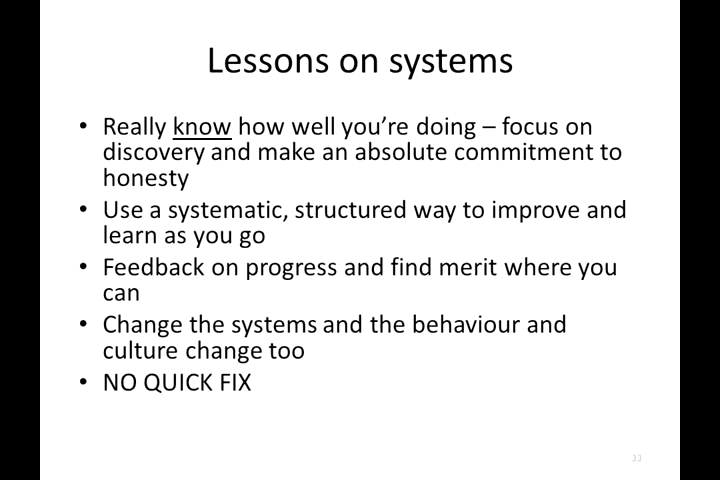 Lessons on systems
• Really know how well you're doing – focus on
discovery and make an absolute commitment to
honesty
• Use a systematic, structured way to improve and
learn as you go
• Feedback on progress and find merit where you
can
• Change the systems and the behaviour and
culture change too
• NO QUICK FIX
33